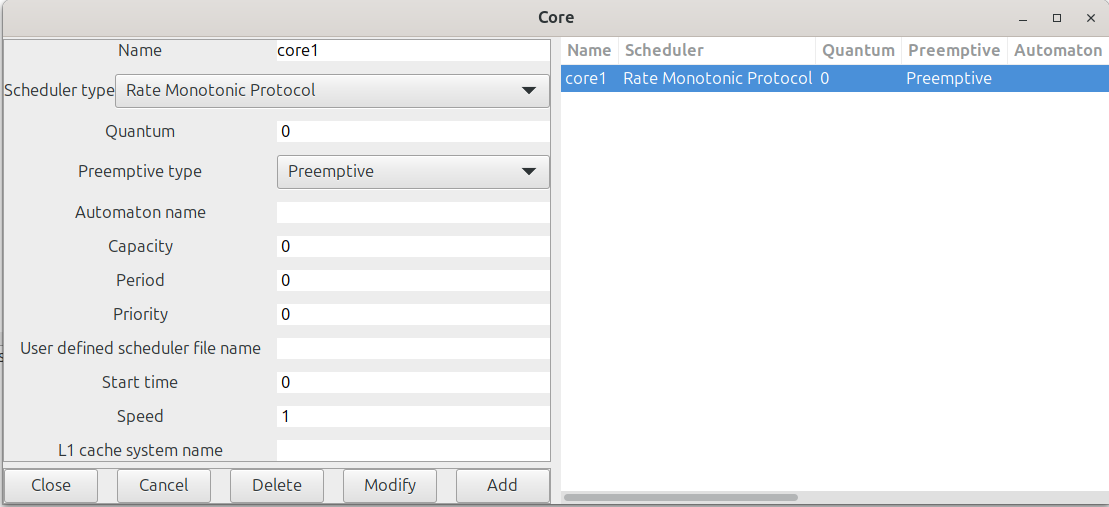 Core
Name core1
Scheduler type Rate Monotonic Protocol
Quantum 0
Preemptive type Preemptive
Automaton name
Capacity 0
Period 0
Priority 0
User defined scheduler file name
Start time 0
Speed 1
L1 cache system name
Close Cancel Delete Modify Add
Name Scheduler Quantum Preemptive Automaton
core1 Rate Monotonic Protocol 0 Preemptive